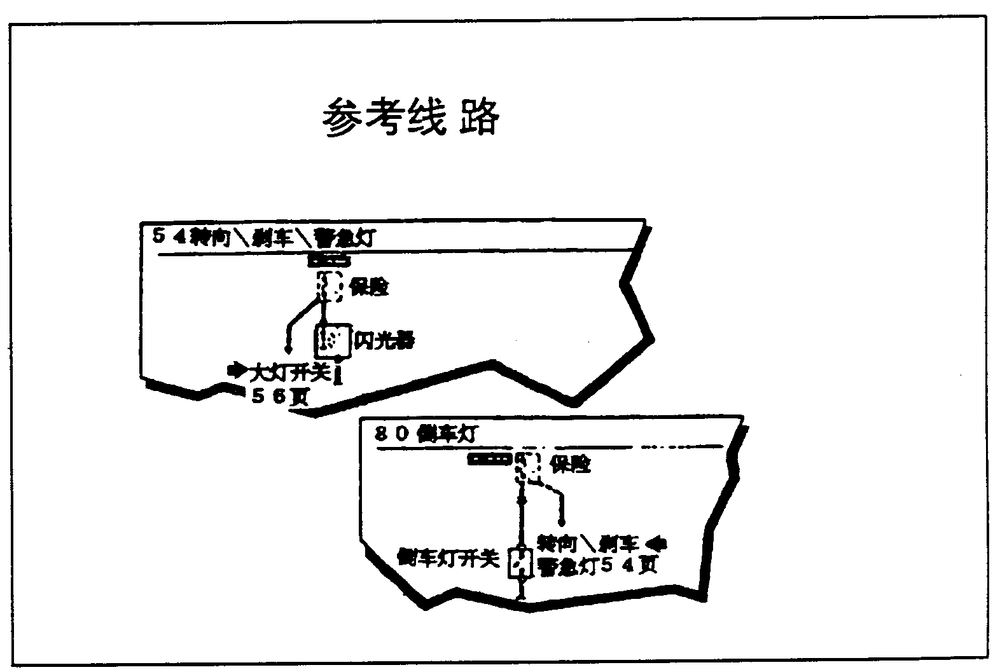 参考线 路
54转向\刹车\警急灯
保险
闪光器
大灯开关
56页
80倒车灯
保险
倒车灯开关
转向\刹车
警急灯54页